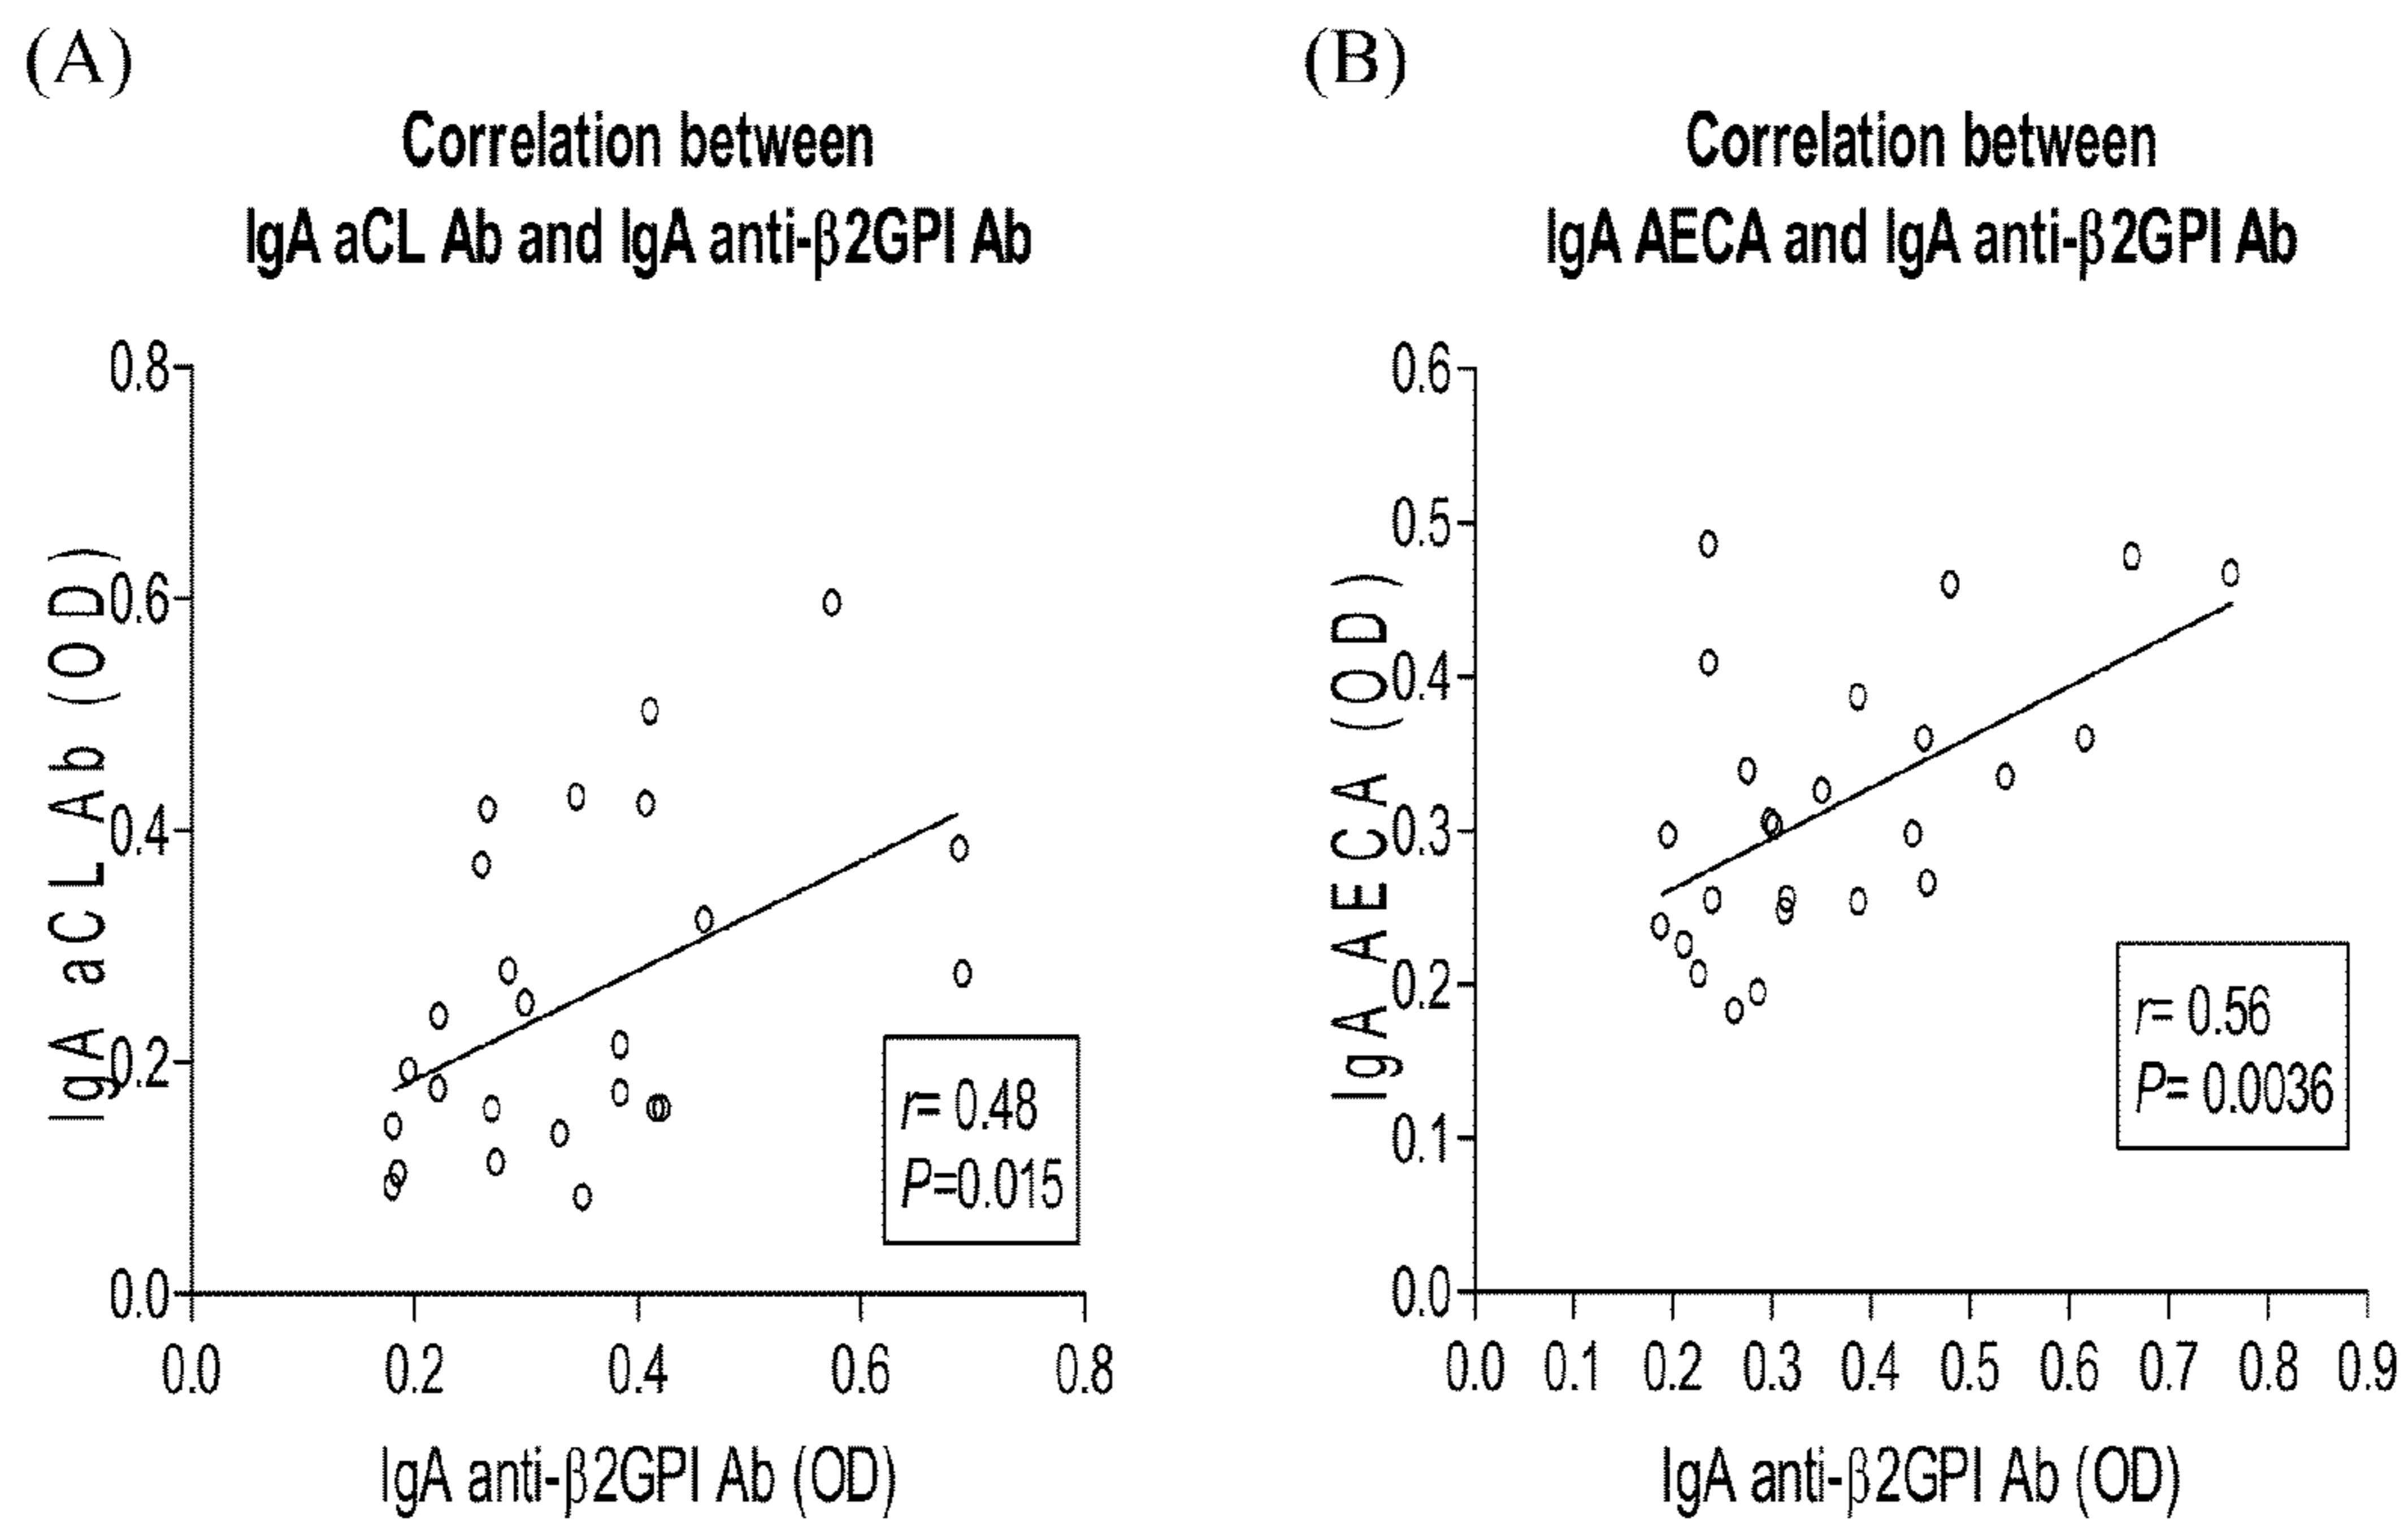 (A)
Correlation between
IgA aCL Ab and IgA anti-β2GPI Ab
IgA aCL Ab (OD)
0.8
0.6
0.4
0.2
0.0
r= 0.48
P=0.015
0.0 0.2 0.4 0.6 0.8
IgA anti-β2GPI Ab (OD)
(B)
Correlation between
IgA AECA and IgA anti-β2GPI Ab
IgA AECA (OD)
0.6
0.5
0.4
0.3
0.2
0.1
0.0
r= 0.56
P= 0.0036
0.0 0.1 0.2 0.3 0.4 0.5 0.6 0.7 0.8 0.9
IgA anti-β2GPI Ab (OD)